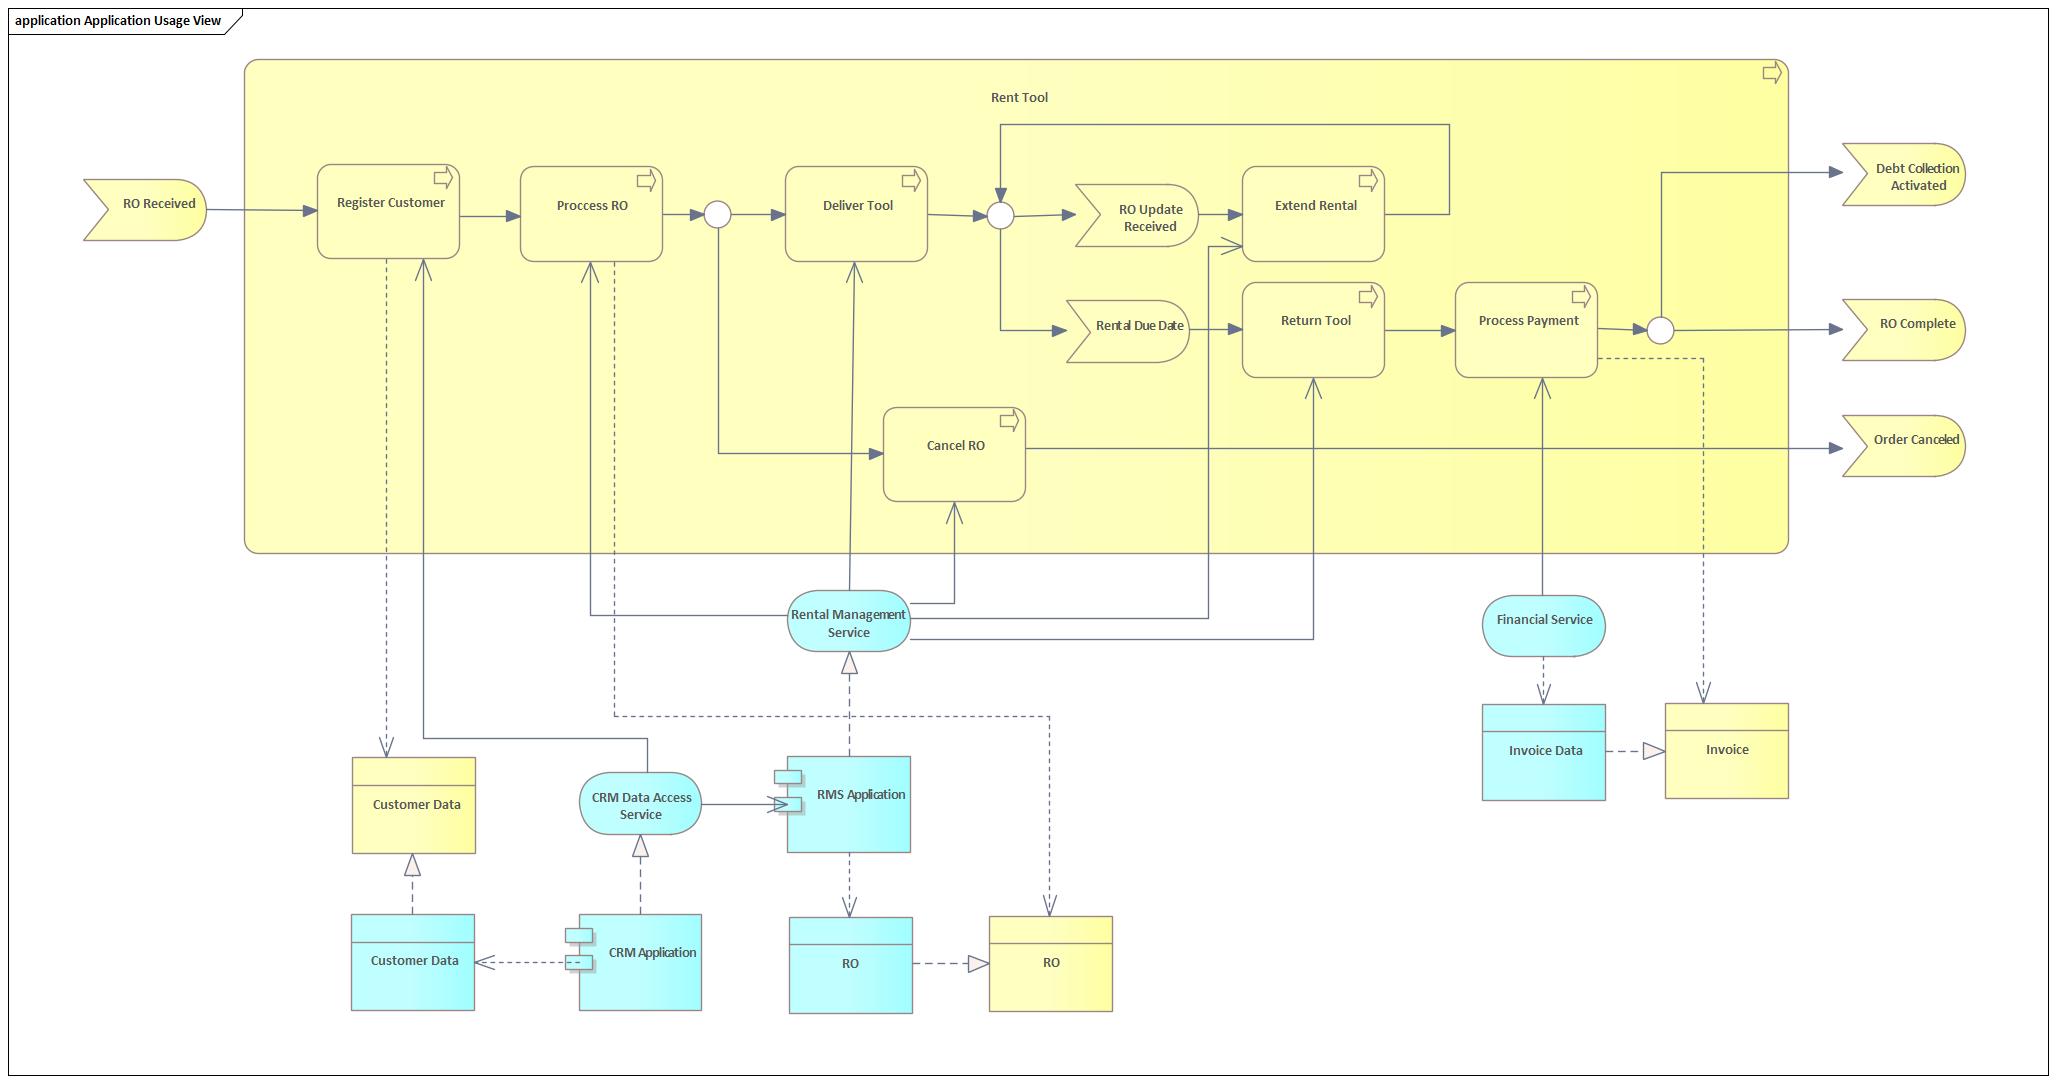 application Application Usage View
Rent Tool
RO Received
Register Customer
Proccess RO
Deliver Tool
RO Update
Received
Extend Rental
Debt Collection
Activated
Rental Due Date
Return Tool
Process Payment
RO Complete
Cancel RO
Order Canceled
Rental Management
Service
Financial Service
Invoice Data
Invoice
Customer Data
CRM Data Access
Service
RMS Application
Customer Data
CRM Application
RO
RO